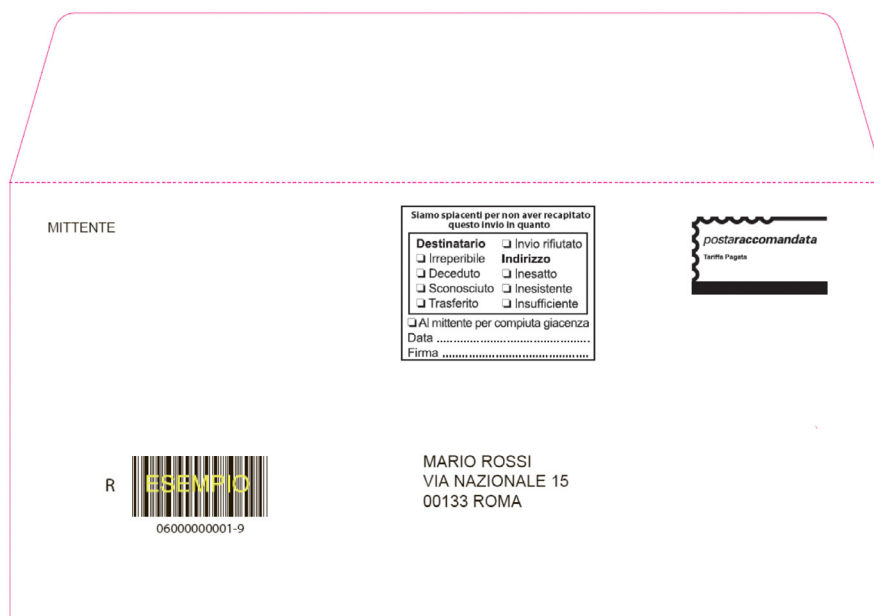 MITTENTE
Siamo spiacenti per non aver recapitato
questo invio in quanto
Destinatario ❏ Invio rifiutato
❏ Irreperibile Indirizzo
❏ Deceduto ❏ Inesatto
❏ Sconosciuto ❏ Inesistente
❏ Trasferito ❏ Insufficiente
❏ Al mittente per compiuta giacenza
Data ..........................................
Firma ..........................................
postaraccomandata
Tariffa Pagata
R
ESEMPIO
06000000001-9
MARIO ROSSI
VIA NAZIONALE 15
00133 ROMA